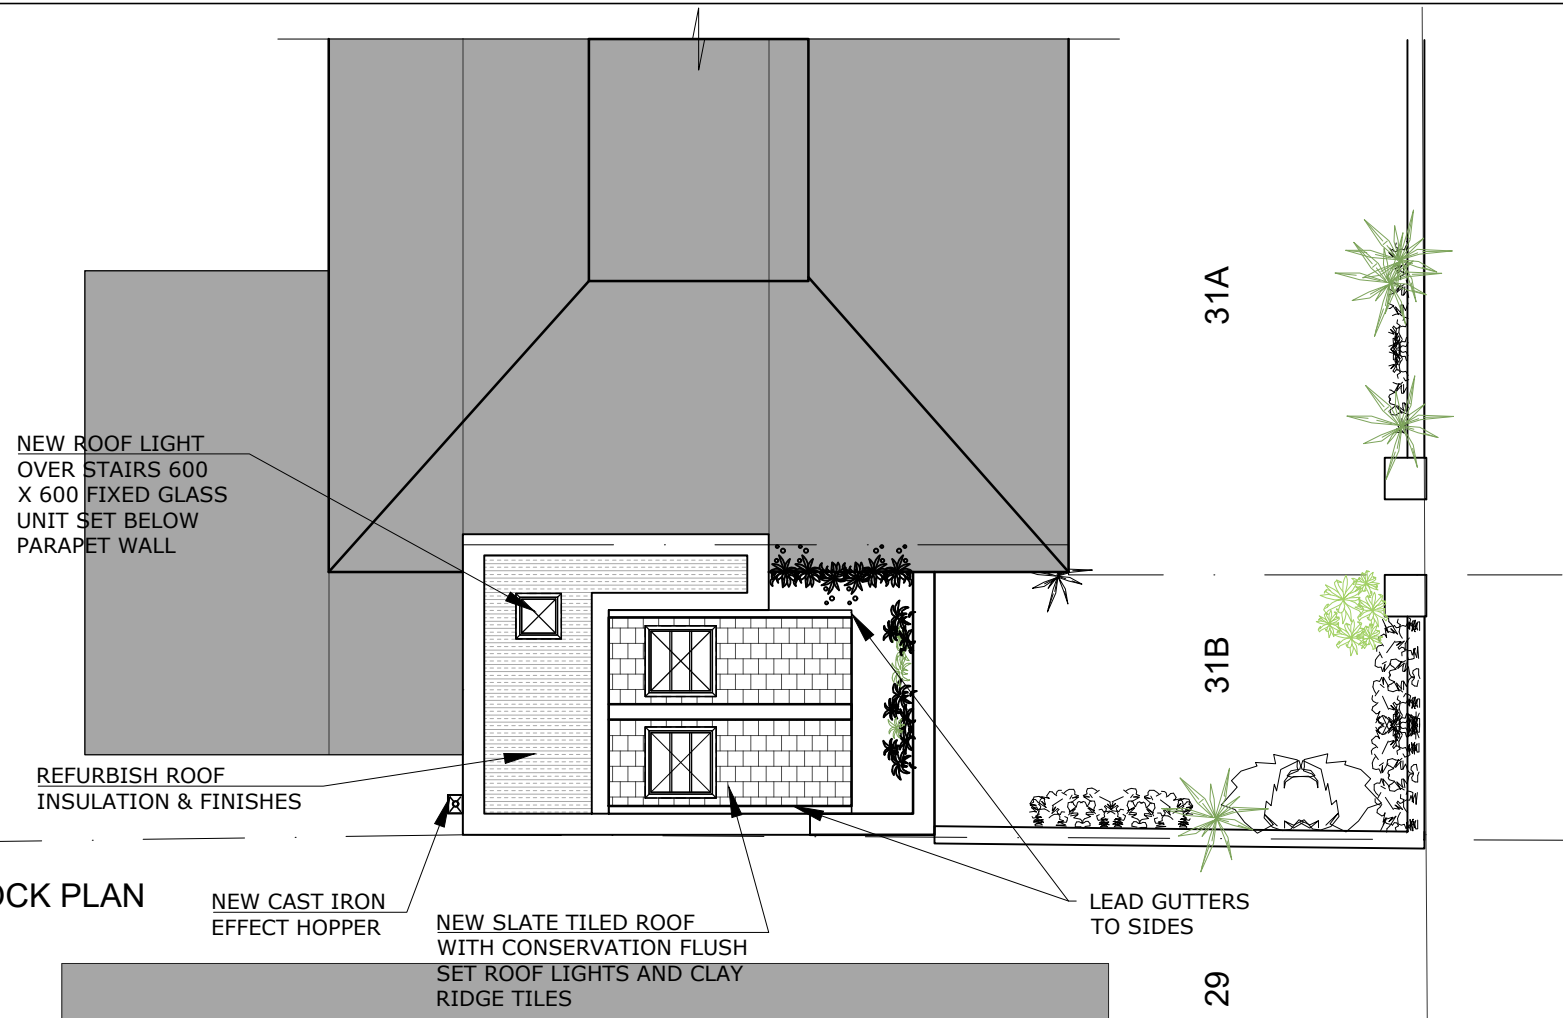 31A
NEW ROOF LIGHT
OVER STAIRS 600
X 600 FIXED GLASS
UNIT SET BELOW
PARAPET WALL
31B
REFURBISH ROOF
INSULATION & FINISHES
OCK PLAN
NEW CAST IRON
EFFECT HOPPER
NEW SLATE TILED ROOF
WITH CONSERVATION FLUSH
SET ROOF LIGHTS AND CLAY
RIDGE TILES
LEAD GUTTERS
TO SIDES
29